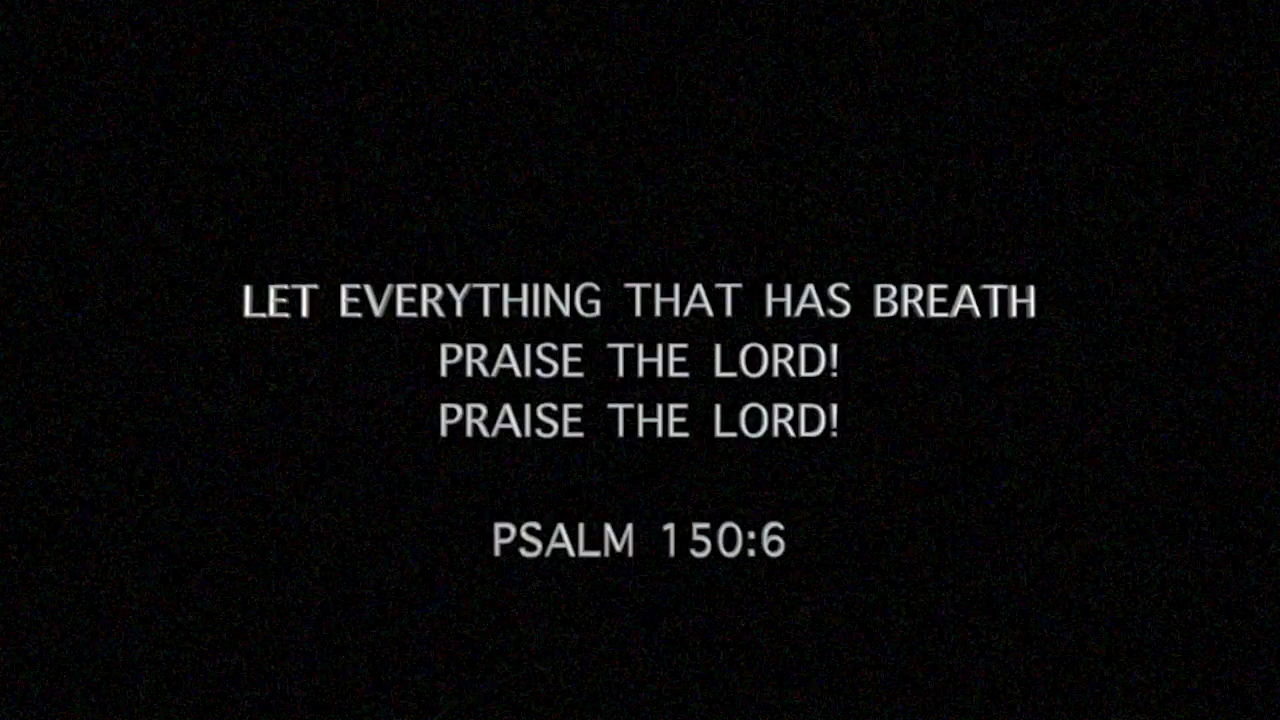 LET EVERYTHING THAT HAS BREATH
PRAISE THE LORD!
PRAISE THE LORD!
PSALM 150:6